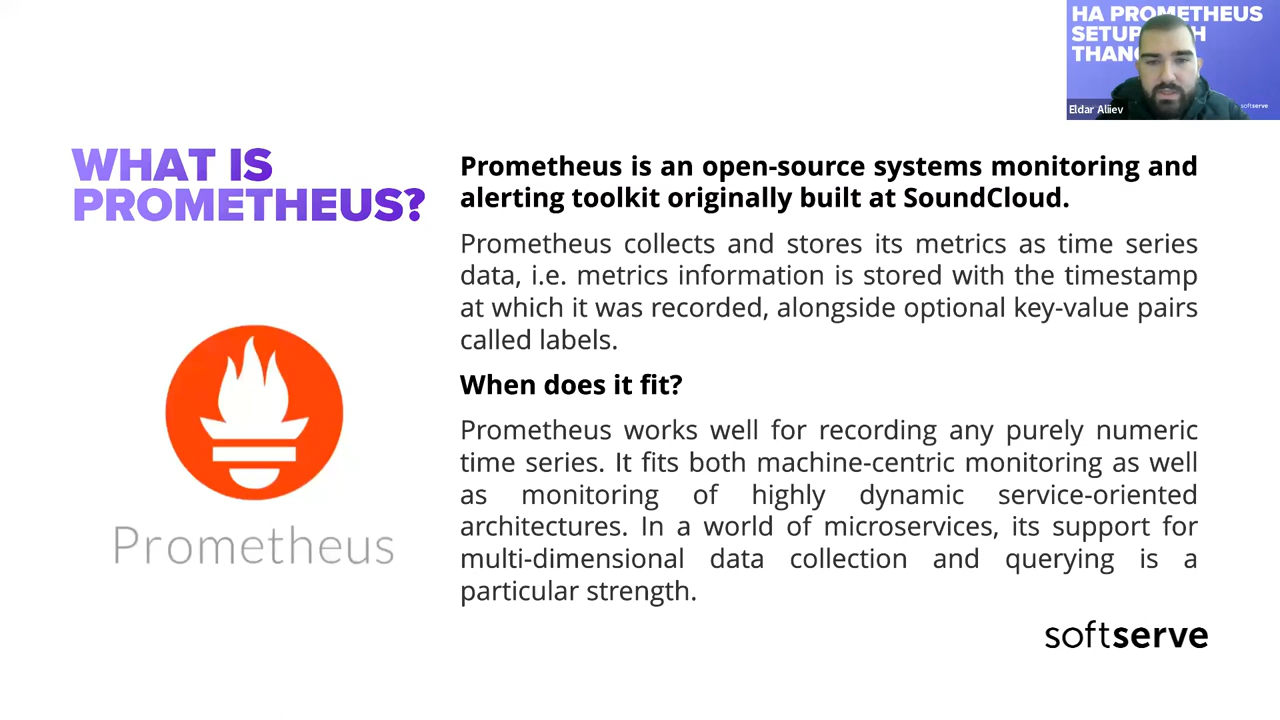 HA PROMETHEUS
SETUP
THAN
Eldar Aliiev
softserve
WHAT IS
PROMETHEUS?
Prometheus is an open-source systems monitoring and
alerting toolkit originally built at SoundCloud.
Prometheus collects and stores its metrics as time series
data, i.e. metrics information is stored with the timestamp
at which it was recorded, alongside optional key-value pairs
called labels.
When does it fit?
Prometheus works well for recording any purely numeric
time series. It fits both machine-centric monitoring as well
as monitoring of highly dynamic service-oriented
architectures. In a world of microservices, its support for
multi-dimensional data collection and querying is a
particular strength.
Prometheus
softserve